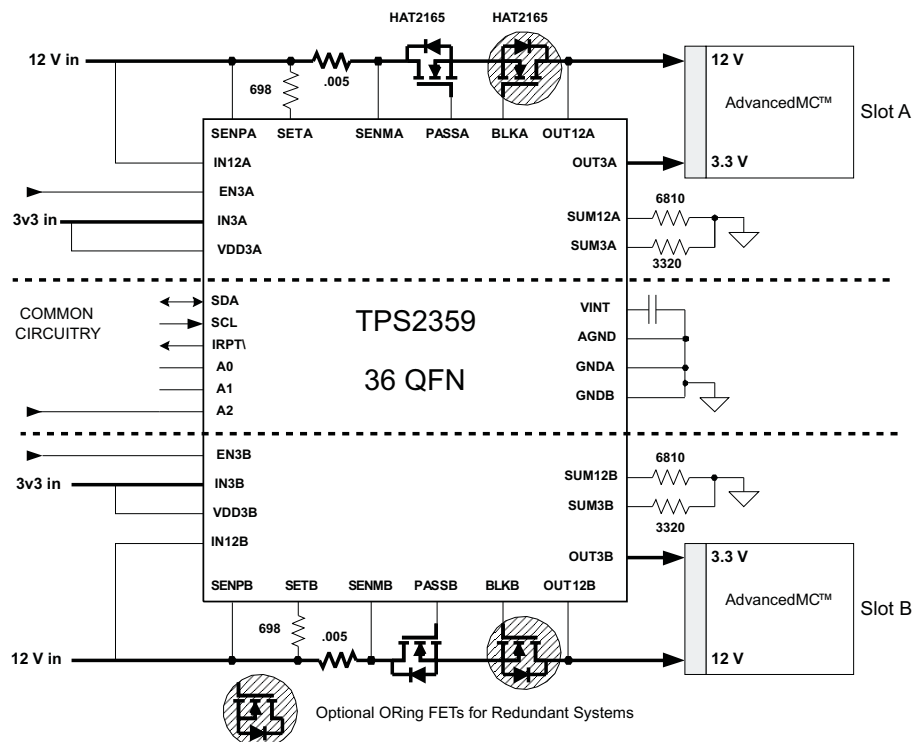 HAT2165 HAT2165
12 V in
698
.005
12 V
AdvancedMC™
Slot A
3.3 V
SENPA SETA SENMA PASSA BLKA OUT12A
IN12A
OUT3A
EN3A
3v3 in
IN3A
VDD3A
SUM12A
6810
SUM3A
3320
COMMON
CIRCUITRY
SDA
SCL
IRPT\
A0
A1
A2
TPS2359
36 QFN
VINT
AGND
GNDA
GNDB
EN3B
3v3 in
IN3B
VDD3B
IN12B
SUM12B
6810
SUM3B
3320
OUT3B
SENPB SETB SENMB PASSB BLKB OUT12B
3.3 V
AdvancedMC™
Slot B
12 V
698
.005
12 V in
Optional ORing FETs for Redundant Systems